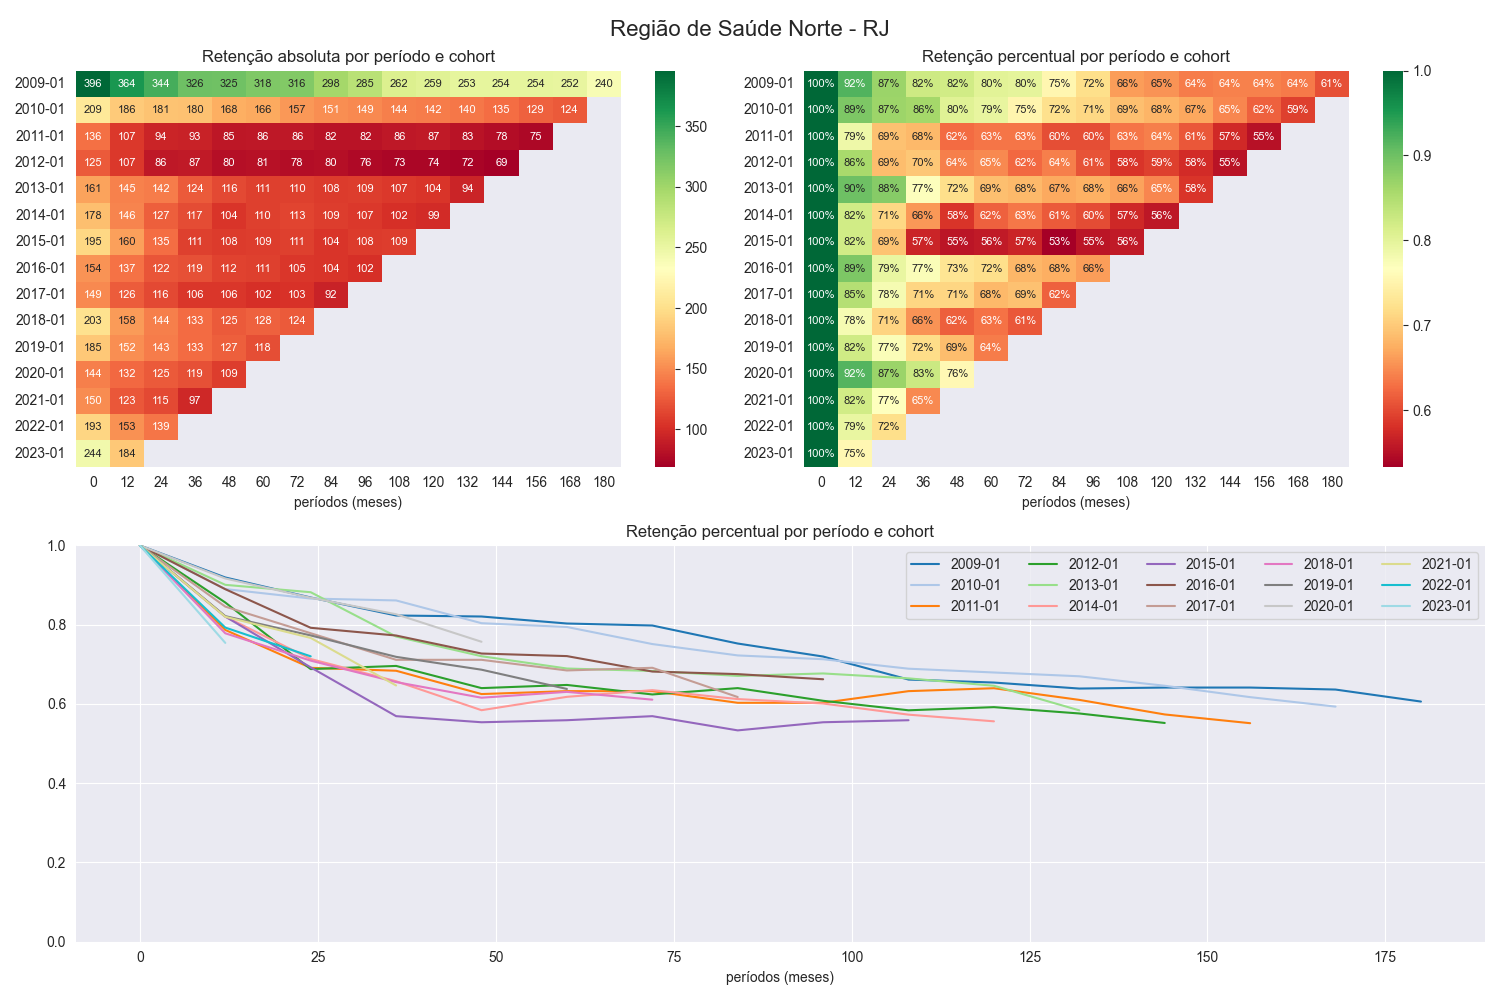 Região de Saúde Norte - RJ
Retenção absoluta por período e cohort
2009-01 396 364 344 326 325 318 316 298 285 262 259 253 254 254 252 240
2010-01 209 186 181 180 168 166 157 151 149 144 142 140 135 129 124
2011-01 136 107 94 93 85 86 86 82 82 86 87 83 78 75
2012-01 125 107 86 87 80 81 78 80 76 73 74 72 69
2013-01 161 145 142 124 116 111 110 108 109 107 104 94
2014-01 178 146 127 117 104 110 113 109 107 102 99
2015-01 195 160 135 111 108 109 111 104 108 109
2016-01 154 137 122 119 112 111 105 104 102
2017-01 149 126 116 106 106 102 103 92
2018-01 203 158 144 133 125 128 124
2019-01 185 152 143 133 127 118
2020-01 144 132 125 119 109
2021-01 150 123 115 97
2022-01 193 153 139
2023-01 244 184
0 12 24 36 48 60 72 84 96 108 120 132 144 156 168 180
períodos (meses)
350
300
250
200
150
100
Retenção percentual por período e cohort
2009-01 100% 92% 87% 82% 82% 80% 80% 75% 72% 66% 65% 64% 64% 64% 64% 61%
2010-01 100% 89% 87% 86% 80% 79% 75% 72% 71% 69% 68% 67% 65% 62% 59%
2011-01 100% 79% 69% 68% 62% 63% 63% 60% 60% 63% 64% 61% 57% 55%
2012-01 100% 86% 69% 70% 64% 65% 62% 64% 61% 58% 59% 58% 55%
2013-01 100% 90% 88% 77% 72% 69% 68% 67% 68% 66% 65% 58%
2014-01 100% 82% 71% 66% 58% 62% 63% 61% 60% 57% 56%
2015-01 100% 82% 69% 57% 55% 56% 57% 53% 55% 56%
2016-01 100% 89% 79% 77% 73% 72% 68% 68% 66%
2017-01 100% 85% 78% 71% 71% 68% 69% 62%
2018-01 100% 78% 71% 66% 62% 63% 61%
2019-01 100% 82% 77% 72% 69% 64%
2020-01 100% 92% 87% 83% 76%
2021-01 100% 82% 77% 65%
2022-01 100% 79% 72%
2023-01 100% 75%
0 12 24 36 48 60 72 84 96 108 120 132 144 156 168 180
períodos (meses)
1.0
0.9
0.8
0.7
0.6
Retenção percentual por período e cohort
1.0
0.8
0.6
0.4
0.2
0.0
2009-01 2012-01 2015-01 2018-01 2021-01
2010-01 2013-01 2016-01 2019-01 2022-01
2011-01 2014-01 2017-01 2020-01 2023-01
0 25 50 75 100 125 150 175
períodos (meses)